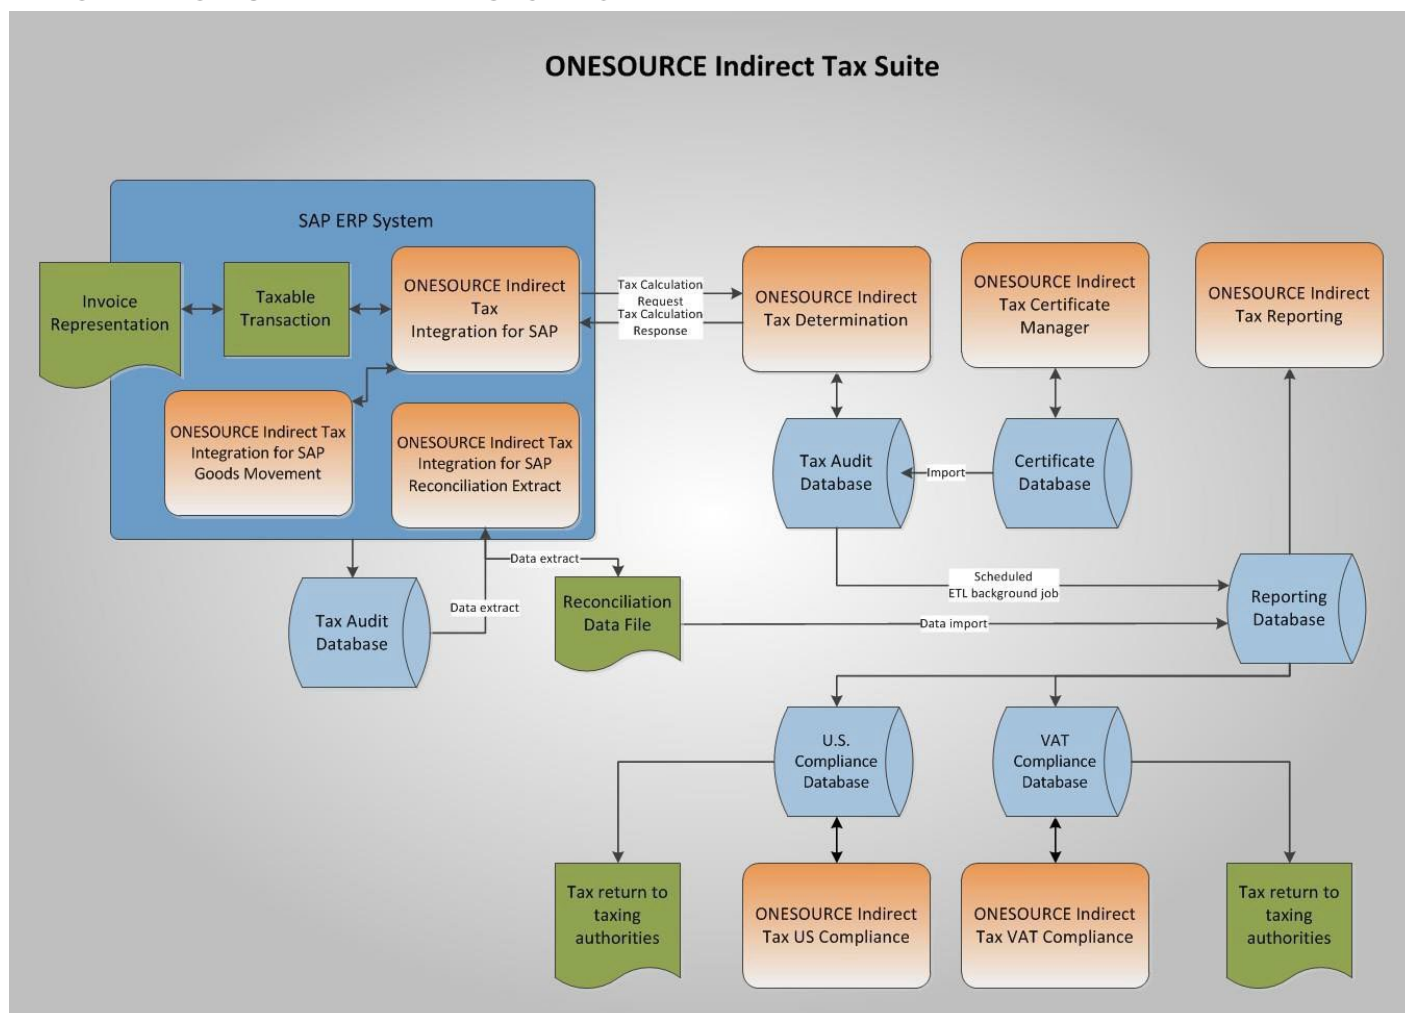 ONESOURCE Indirect Tax Suite
SAP ERP System
Invoice
Representation
Taxable
Transaction
ONESOURCE Indirect
Tax
Integration for SAP
Tax Calculation
Request
Tax Calculation
Response
ONESOURCE Indirect
Tax Determination
ONESOURCE Indirect
Tax Certificate
Manager
ONESOURCE Indirect
Tax Reporting
ONESOURCE Indirect Tax
Integration for SAP
Goods Movement
ONESOURCE Indirect Tax
Integration for SAP
Reconciliation Extract
Tax Audit
Database
Import
Certificate
Database
Data extract
Scheduled
ETL background job
Reporting
Database
Tax Audit
Database
Data extract
Reconciliation
Data File
Data import
U.S.
Compliance
Database
VAT
Compliance
Database
Tax return to
taxing
authorities
ONESOURCE Indirect
Tax US Compliance
ONESOURCE Indirect
Tax VAT Compliance
Tax return to
taxing
authorities